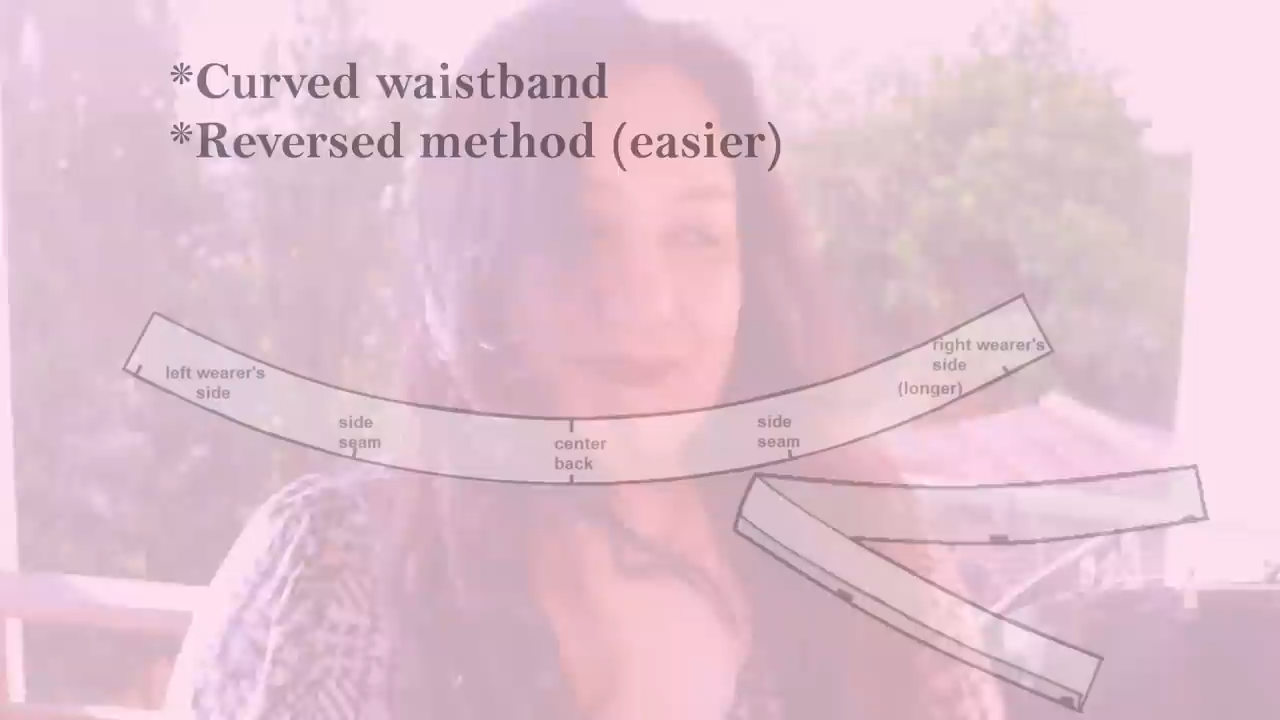 *Curved waistband
*Reversed method (easier)
left wearer's
side
side
seam
center
back
side
seam
right wearer's
side
(longer)